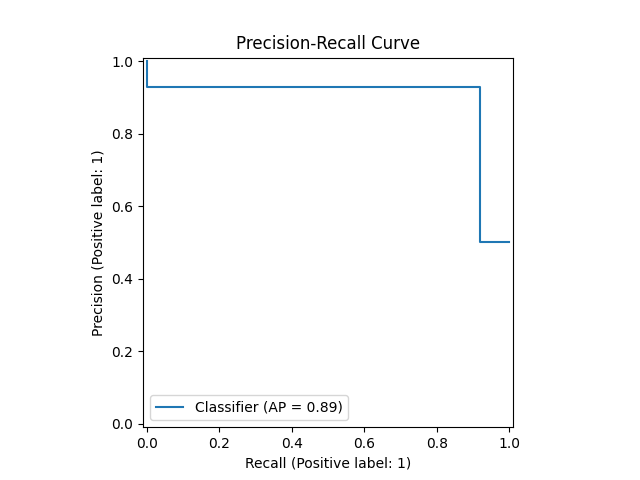 Precision-Recall Curve
1.0
0.8
0.6
0.4
0.2
0.0
Precision (Positive label: 1)
Classifier (AP = 0.89)
0.0 0.2 0.4 0.6 0.8 1.0
Recall (Positive label: 1)